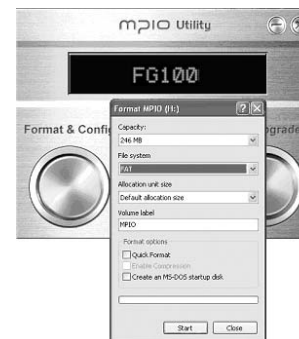 mpio Utility
FG100
Format MPIO (H:)
Format & Confi
pgrade
Capacity:
246 MB
File system
FAT
Allocation unit size
Default allocation size
Volume label
MPIO
Format options
Quick Format
Enable Compression
Create an MS-DOS startup disk
Start
Close